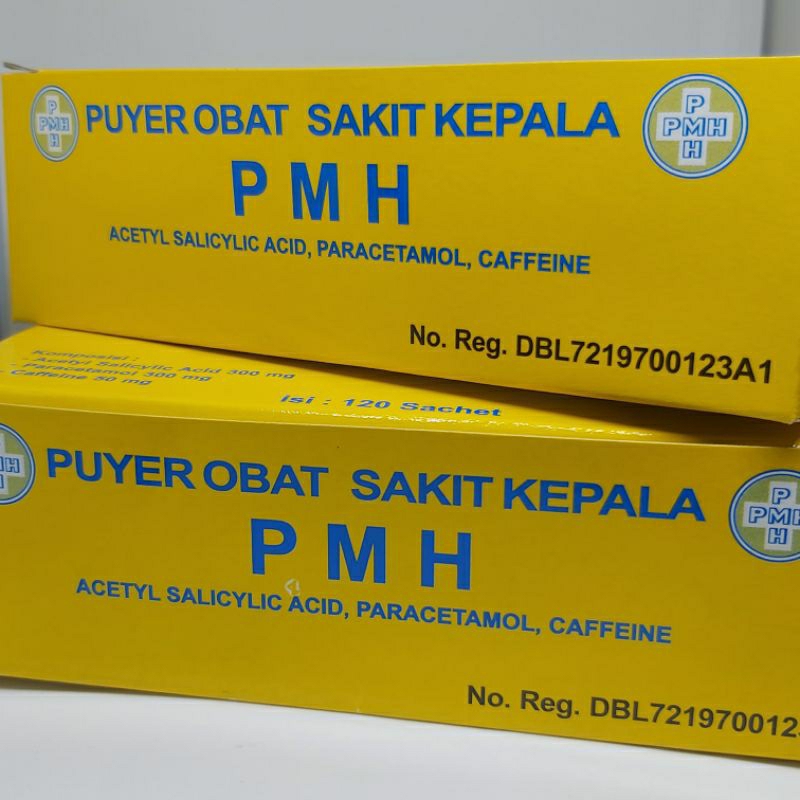 PUYER OBAT SAKIT KEPALA
P
PMH
H
P
PMH
H
P M H
ACETYL SALICYLIC ACID, PARACETAMOL, CAFFEINE
No. Reg. DBL7219700123A1
Komposisi :
- Acetyl Salicylic Acid 300 mg
- Paracetamol 300 mg
- Caffeine 50 mg
isi : 120 Sachet
PUYER OBAT SAKIT KEPALA
P
PMH
H
P M H
ACETYL SALICYLIC ACID, PARACETAMOL, CAFFEINE
No. Reg. DBL7219700123